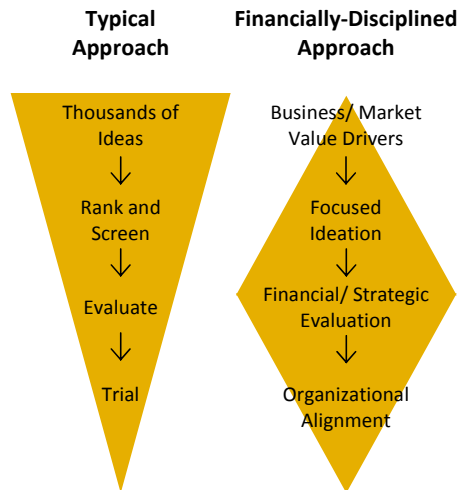 Typical
Approach
Thousands of
Ideas
Rank and
Screen
Evaluate
Trial
Financially-Disciplined
Approach
Business/ Market
Value Drivers
Focused
Ideation
Financial/ Strategic
Evaluation
Organizational
Alignment